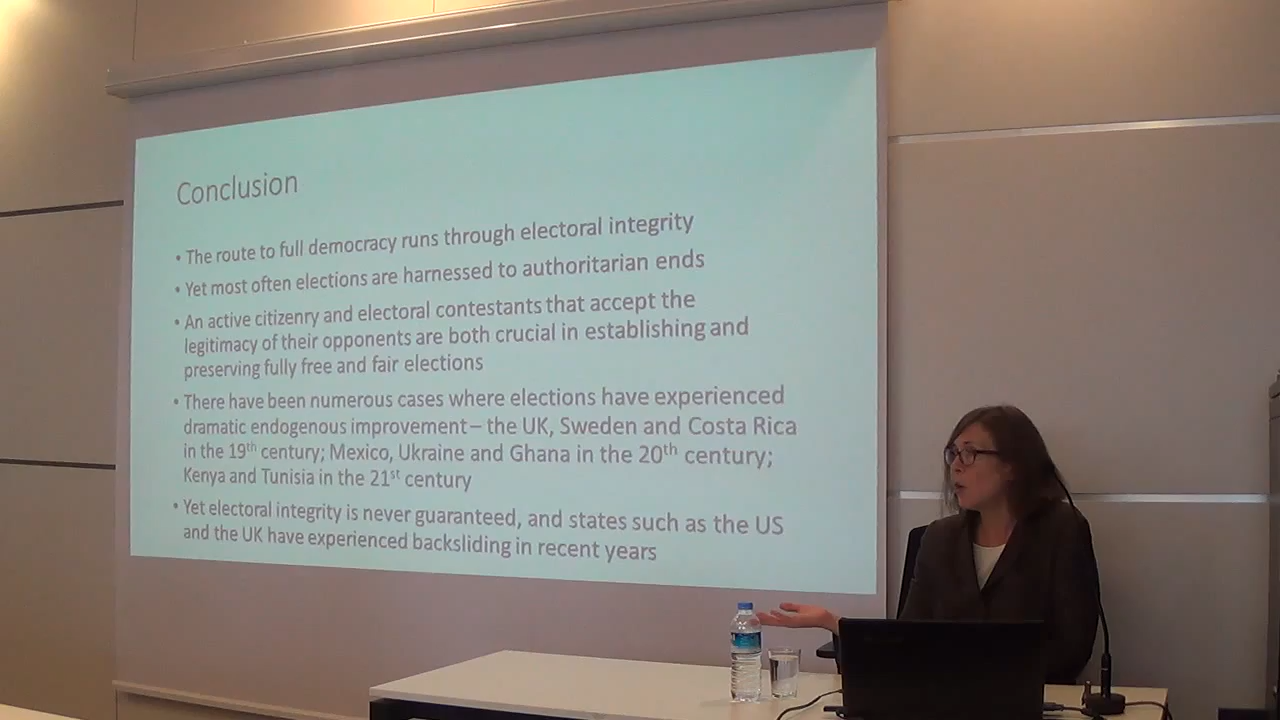 Conclusion
• The route to full democracy runs through electoral integrity
• Yet most often elections are harnessed to authoritarian ends
• An active citizenry and electoral contestants that accept the
legitimacy of their opponents are both crucial in establishing and
preserving fully free and fair elections
• There have been numerous cases where elections have experienced
dramatic endogenous improvement – the UK, Sweden and Costa Rica
in the 19th century; Mexico, Ukraine and Ghana in the 20th century;
Kenya and Tunisia in the 21st century
• Yet electoral integrity is never guaranteed, and states such as the US
and the UK have experienced backsliding in recent years